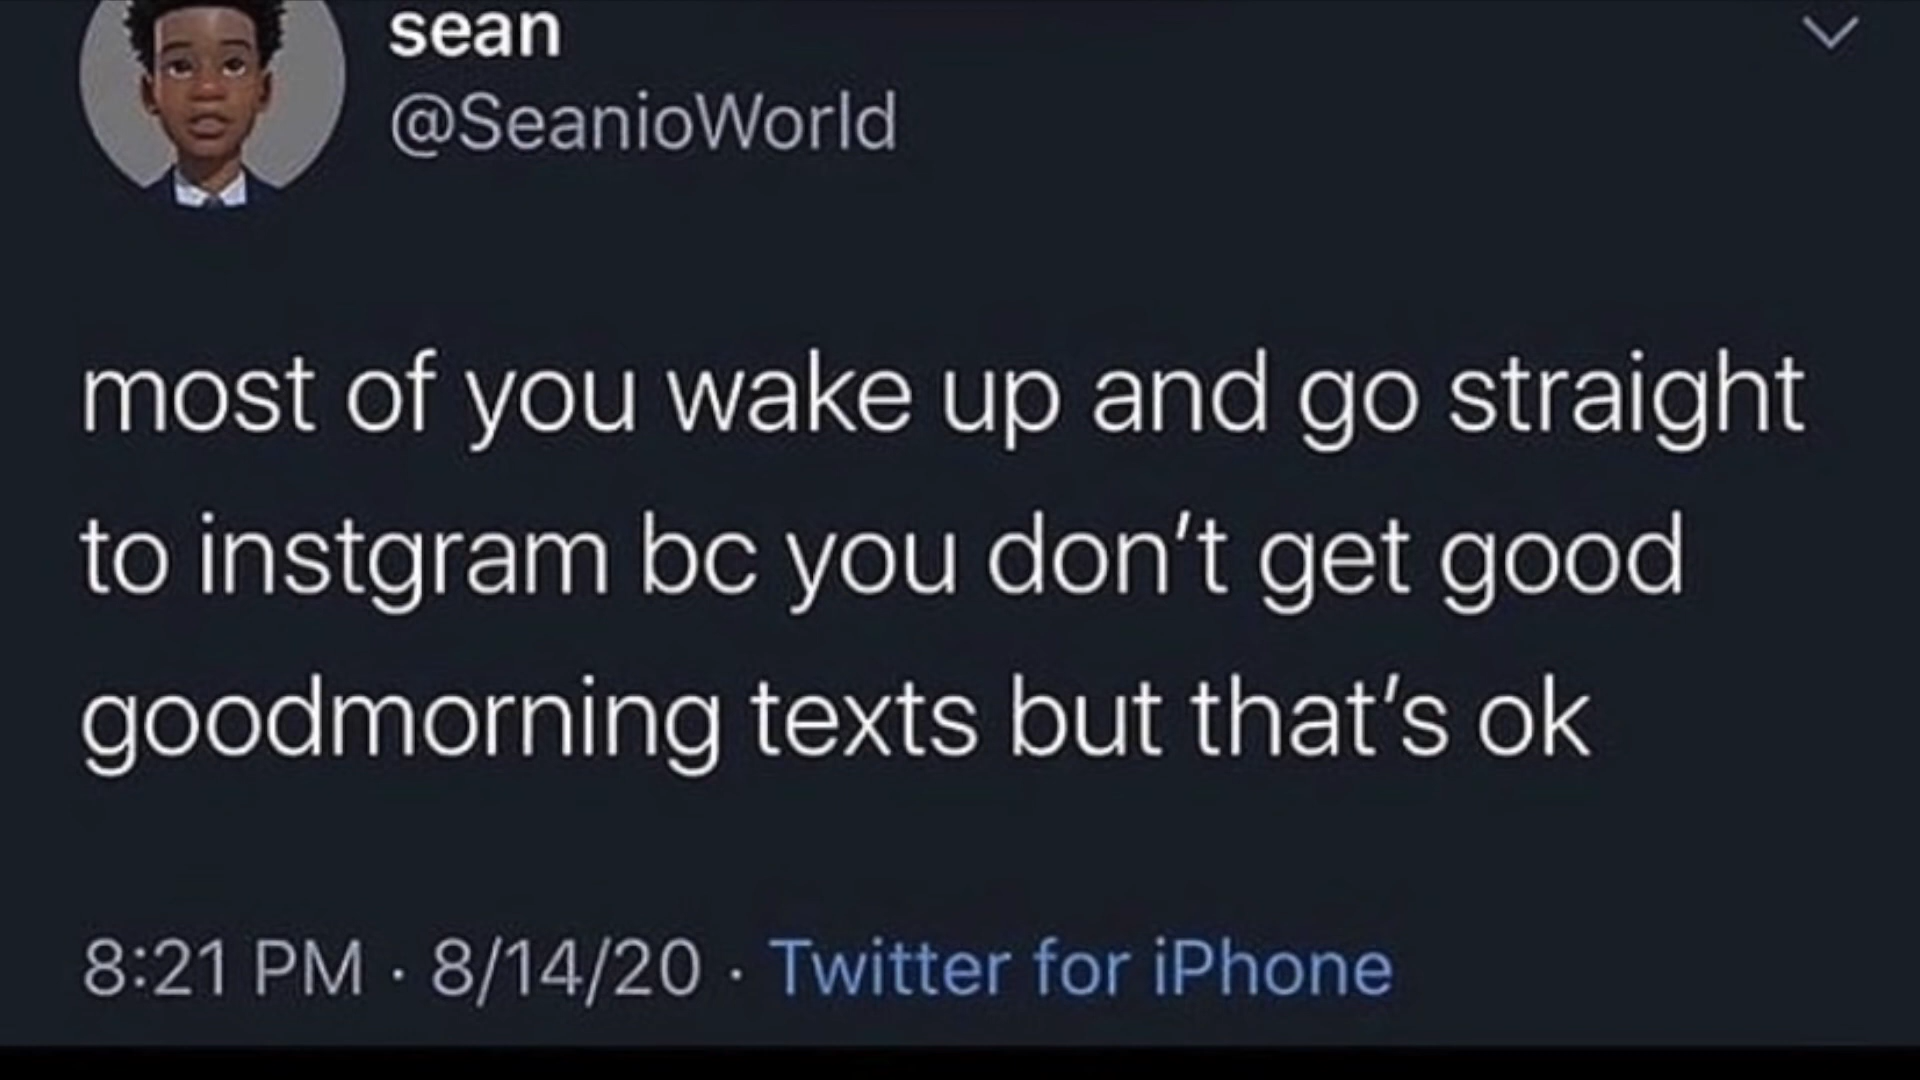 sean
@SeanioWorld
most of you wake up and go straight
to instgram bc you don’t get good
goodmorning texts but that’s ok
8:21 PM · 8/14/20 · Twitter for iPhone